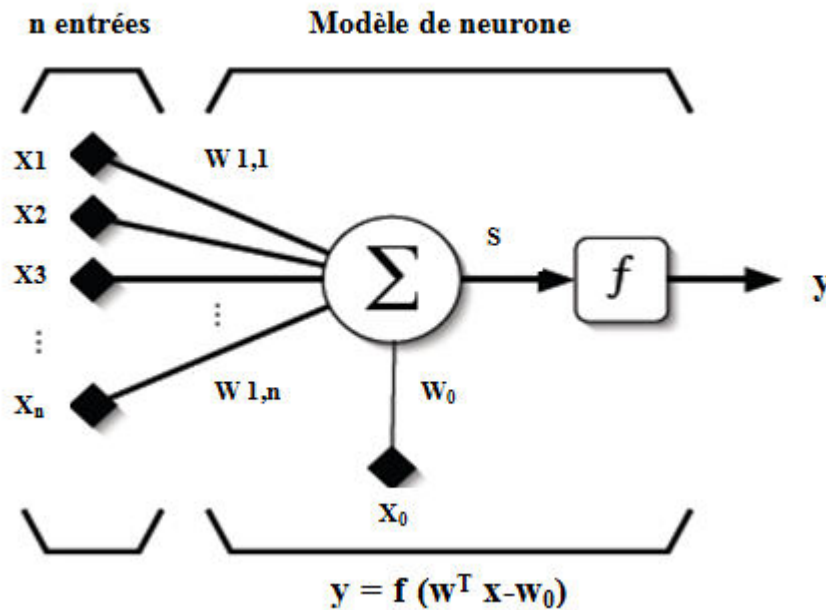 n entrées
Modèle de neurone
X1
W 1,1
X2
S
X3
Σ
f
y
⋮
⋮
Xₙ
W 1,n
W₀
X₀
y = f (wᵀ x-w₀)